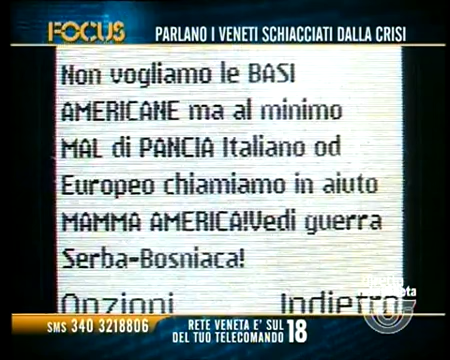 FOCUS
PARLANO I VENETI SCHIACCIATI DALLA CRISI
Non vogliamo le BASI
AMERICANE ma al minimo
MAL di PANCIA Italiano od
Europeo chiamiamo in aiuto
MAMMA AMERICA!Vedi guerra
Serba-Bosniaca!
Opzioni Indietro
SMS 340 3218806
RETE VENETA E' SUL
DEL TUO TELECOMANDO 18